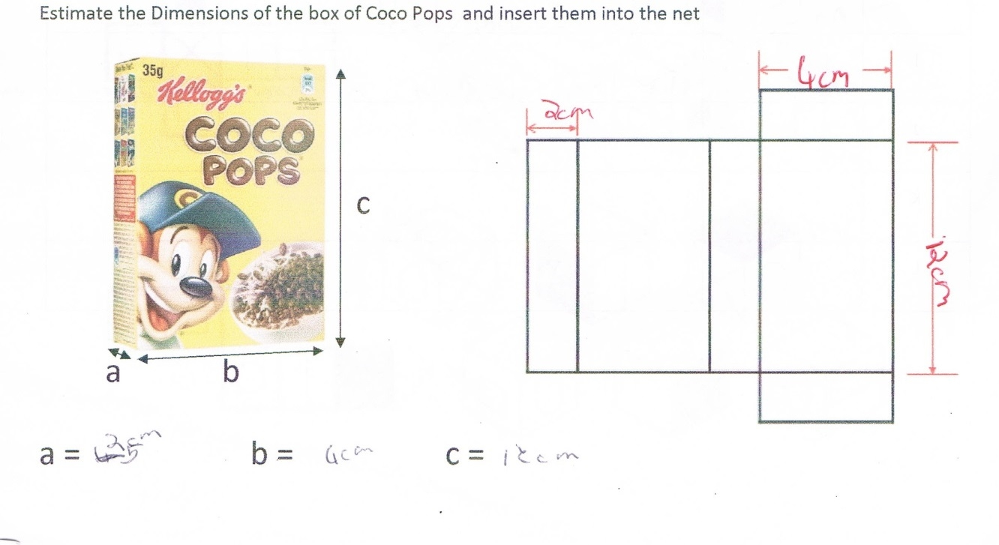 Estimate the Dimensions of the box of Coco Pops and insert them into the net
35g
Kellogg's
COCO
POPS
4cm
2cm
12cm
c
a
b
a = 2cm
b = 4cm
c = 12cm